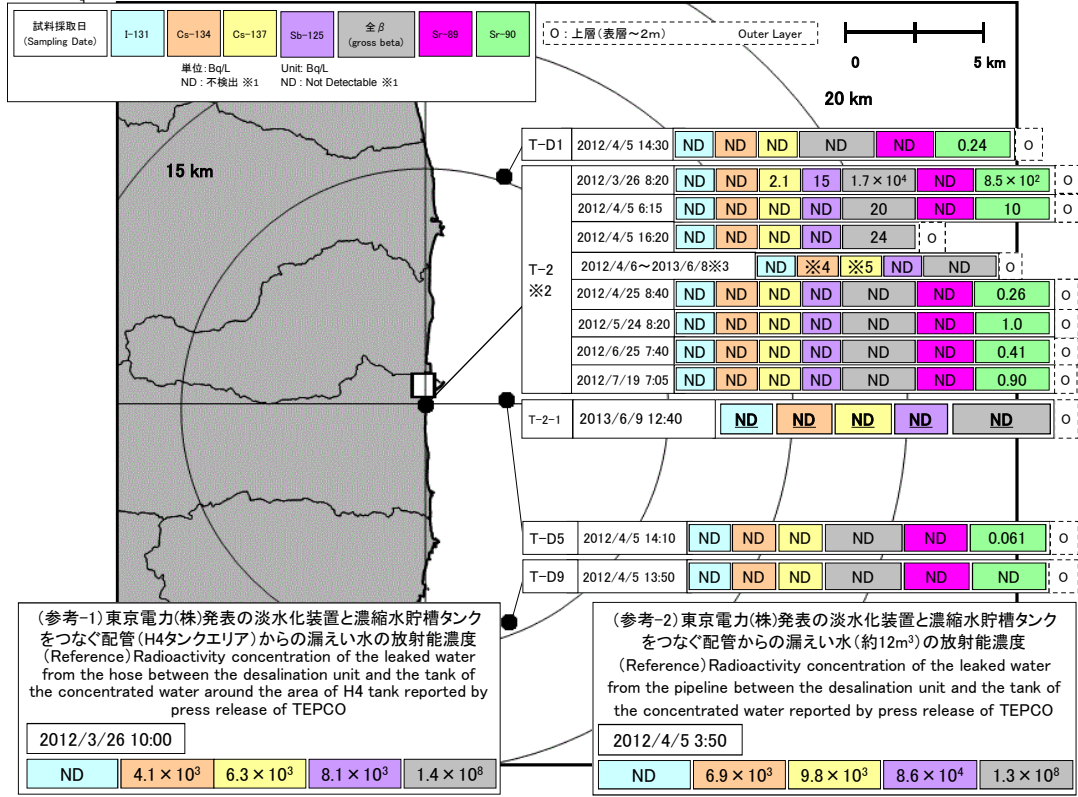 試料採取日
(Sampling Date)
I-131
Cs-134
Cs-137
Sb-125
全β
(gross beta)
Sr-89
Sr-90
単位:Bq/L
Unit: Bq/L
ND : 不検出 ※1
ND : Not Detectable ※1
O : 上層(表層~2m) Outer Layer
0 5 km
20 km
15 km
T-D1 2012/4/5 14:30 ND ND ND ND ND 0.24 O
T-2
※2
2012/3/26 8:20 ND ND 2.1 15 1.7×10⁴ ND 8.5×10² O
2012/4/5 6:15 ND ND ND ND 20 ND 10 O
2012/4/5 16:20 ND ND ND ND 24 O
2012/4/6~2013/6/8※3 ND ※4 ※5 ND ND O
2012/4/25 8:40 ND ND ND ND ND ND 0.26 O
2012/5/24 8:20 ND ND ND ND ND ND 1.0 O
2012/6/25 7:40 ND ND ND ND ND ND 0.41 O
2012/7/19 7:05 ND ND ND ND ND ND 0.90 O
T-2-1 2013/6/9 12:40 ND ND ND ND ND O
T-D5 2012/4/5 14:10 ND ND ND ND ND 0.061 O
T-D9 2012/4/5 13:50 ND ND ND ND ND ND O
(参考-1)東京電力(株)発表の淡水化装置と濃縮水貯槽タンク
をつなぐ配管(H4タンクエリア)からの漏えい水の放射能濃度
(Reference)Radioactivity concentration of the leaked water
from the hose between the desalination unit and the tank of
the concentrated water around the area of H4 tank reported by
press release of TEPCO
2012/3/26 10:00
ND 4.1×10³ 6.3×10³ 8.1×10³ 1.4×10⁸
(参考-2)東京電力(株)発表の淡水化装置と濃縮水貯槽タンク
をつなぐ配管からの漏えい水(約12m³)の放射能濃度
(Reference)Radioactivity concentration of the leaked water
from the pipeline between the desalination unit and the tank of
the concentrated water reported by press release of TEPCO
2012/4/5 3:50
ND 6.9×10³ 9.8×10³ 8.6×10⁴ 1.3×10⁸